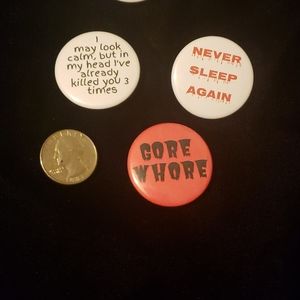 I
may look
calm, but in
my head I've
already
killed you 3
times
NEVER
SLEEP
AGAIN
GORE
WHORE